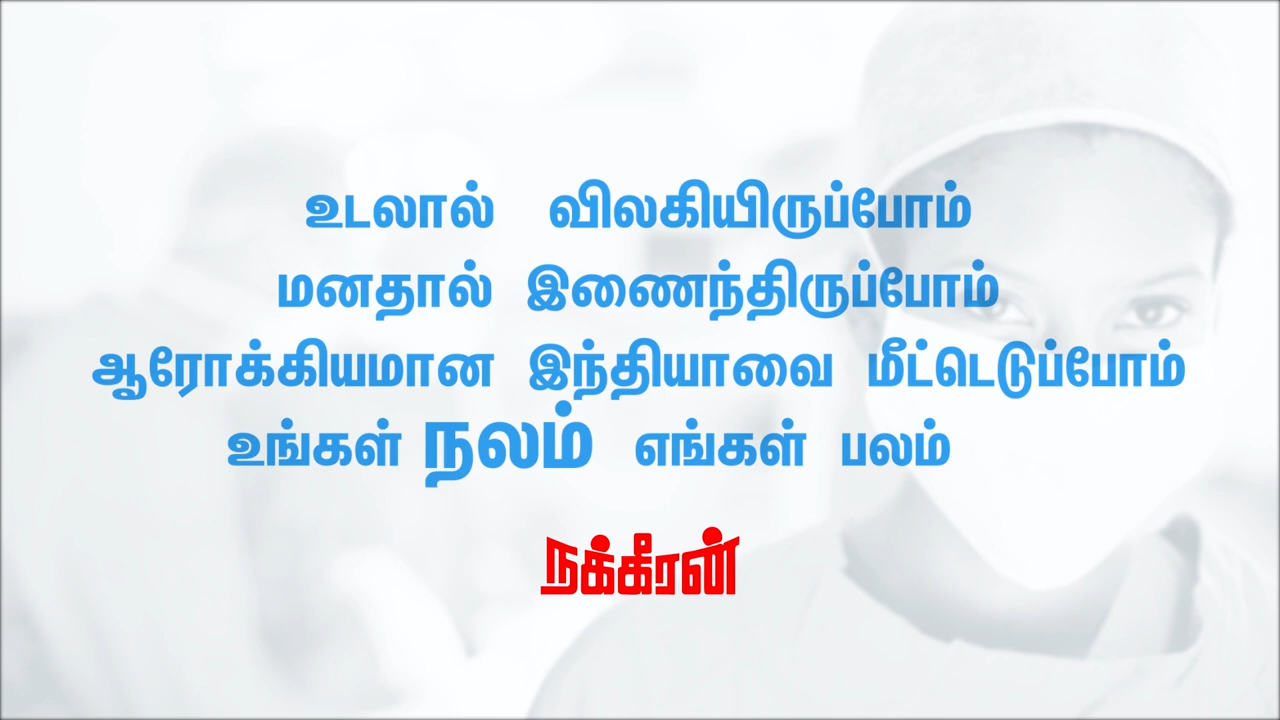 உடலால் விலகியிருப்போம்
மனதால் இணைந்திருப்போம்
ஆரோக்கியமான இந்தியாவை மீட்டெடுப்போம்
உங்கள் நலம் எங்கள் பலம்
நக்கீரன்